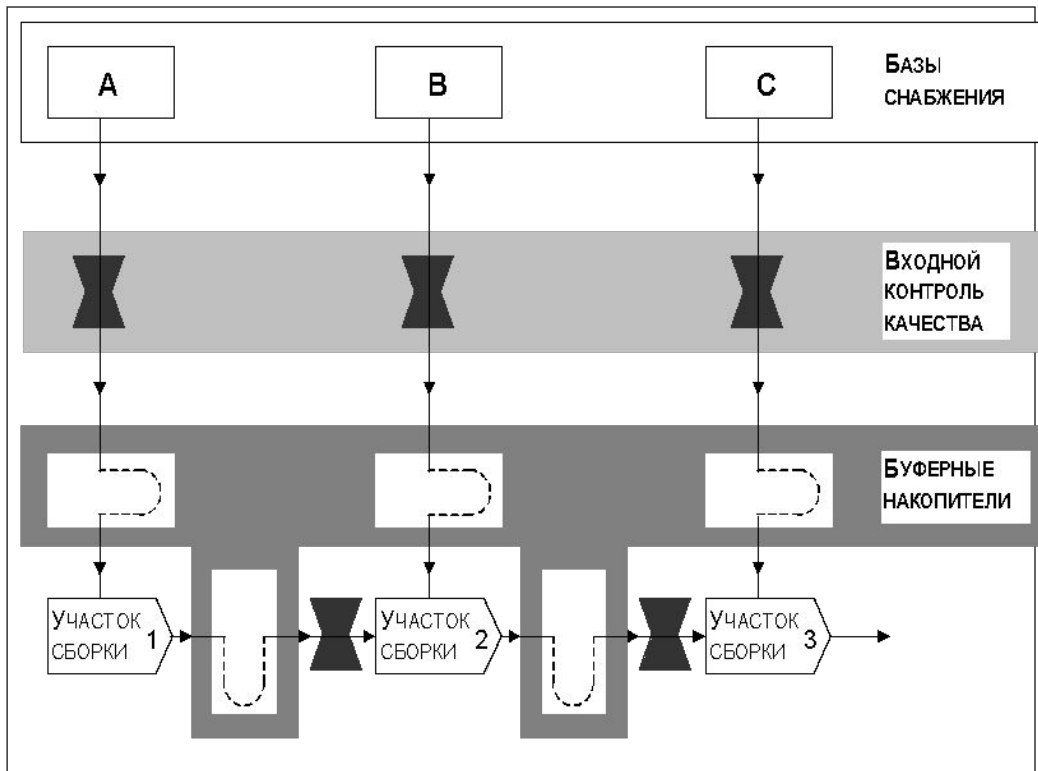 А
В
С
БАЗЫ
СНАБЖЕНИЯ
ВХОДНОЙ
КОНТРОЛЬ
КАЧЕСТВА
БУФЕРНЫЕ
НАКОПИТЕЛИ
УЧАСТОК
СБОРКИ 1
УЧАСТОК
СБОРКИ 2
УЧАСТОК
СБОРКИ 3